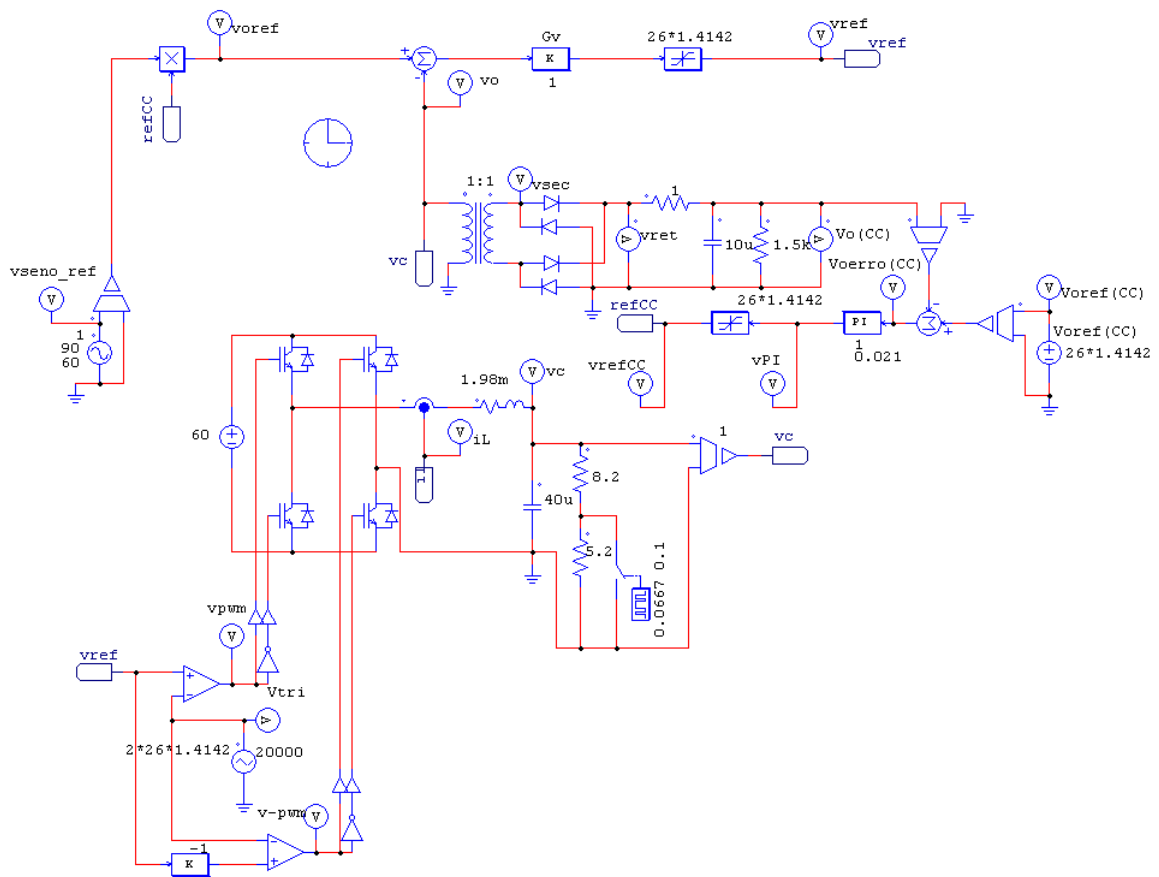 voref
Gv
K
1
26*1.4142
vref
vref
vo
refCC
1:1
vsec
1
vret
10u
1.5k
Vo(CC)
vc
Voerro(CC)
vseno_ref
1
90
60
26*1.4142
refCC
PI
1
0.021
Voref(CC)
Voref(CC)
26*1.4142
vrefCC
vPI
1.98m
vc
iL
60
il
40u
8.2
5.2
0.0667 0.1
1
vc
vpwm
vref
Vtri
2*26*1.4142
20000
v-pwm
-1
K